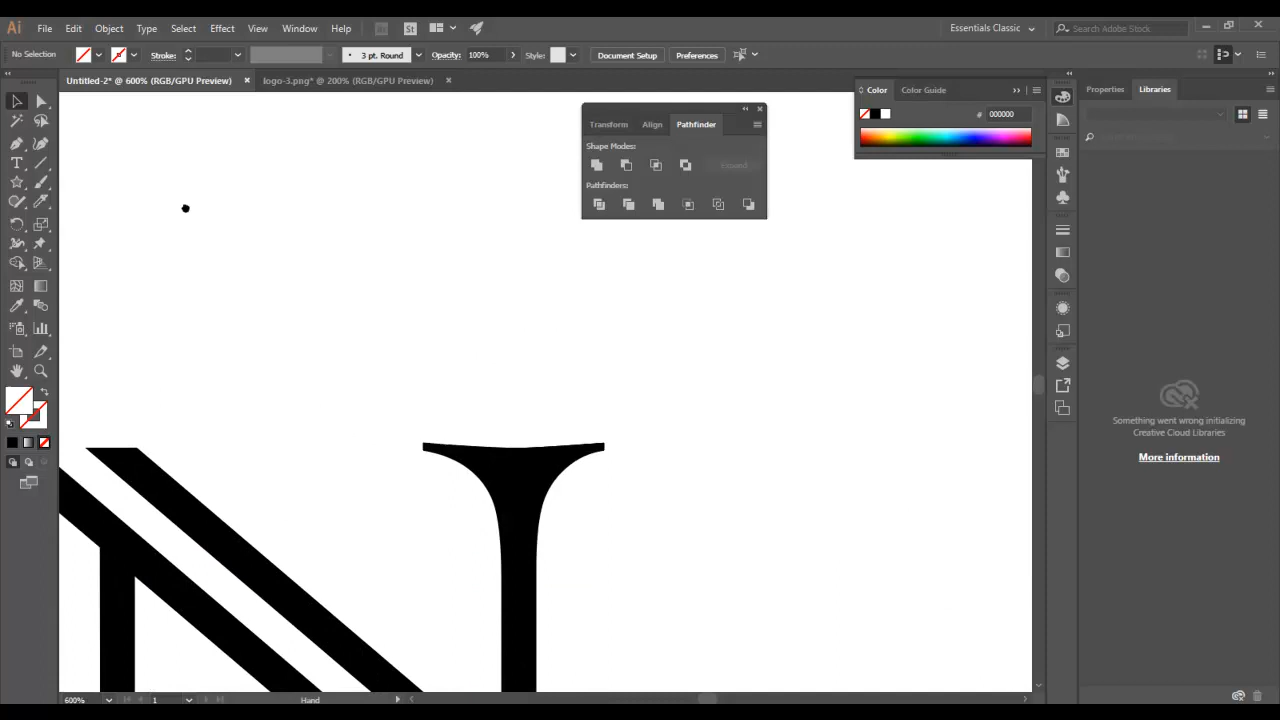 Ai File Edit Object Type Select Effect View Window Help Br St Essentials Classic Search Adobe Stock
No Selection Stroke: 3 pt. Round Opacity: 100% Style: Document Setup Preferences
Untitled-2* @ 600% (RGB/GPU Preview) × logo-3.png* @ 200% (RGB/GPU Preview) ×
Color Color Guide Properties Libraries
# 000000
Transform Align Pathfinder
Shape Modes:
Expand
Pathfinders:
Something went wrong initializing
Creative Cloud Libraries
More information
600% 1 Hand